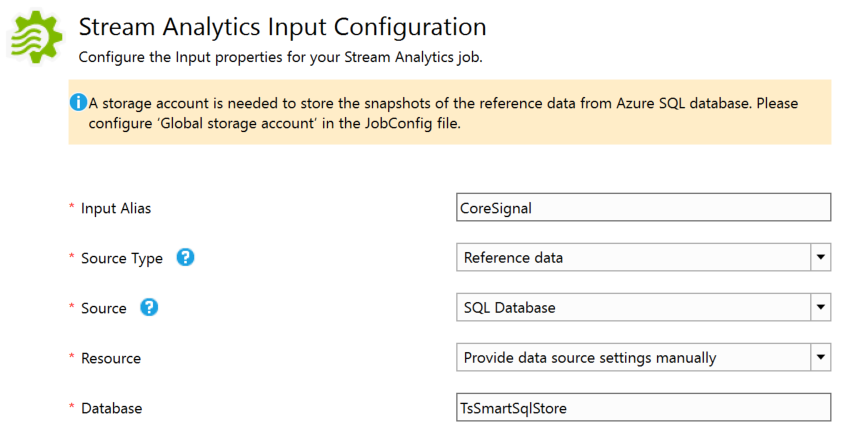 Stream Analytics Input Configuration
Configure the Input properties for your Stream Analytics job.
A storage account is needed to store the snapshots of the reference data from Azure SQL database. Please
configure ‘Global storage account’ in the JobConfig file.
* Input Alias CoreSignal
* Source Type ? Reference data
* Source ? SQL Database
* Resource Provide data source settings manually
* Database TsSmartSqlStore